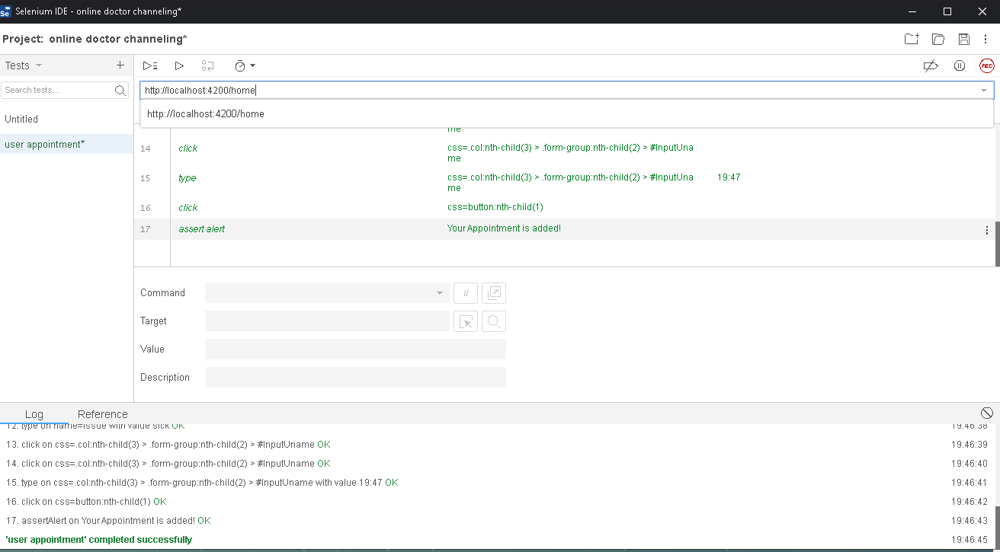 Se Selenium IDE - online doctor channeling*
Project: online doctor channeling*
Tests
REC
Search tests...
http://localhost:4200/home
http://localhost:4200/home
Untitled
user appointment*
me
14 click css=.col:nth-child(3) > .form-group:nth-child(2) > #InputUna
me
15 type css=.col:nth-child(3) > .form-group:nth-child(2) > #InputUna 19:47
me
16 click css=button:nth-child(1)
17 assert alert Your Appointment is added!
Command //
Target
Value
Description
Log Reference
12. type on name=issue with value sick OK 19:46:38
13. click on css=.col:nth-child(3) > .form-group:nth-child(2) > #InputUname OK 19:46:39
14. click on css=.col:nth-child(3) > .form-group:nth-child(2) > #InputUname OK 19:46:40
15. type on css=.col:nth-child(3) > .form-group:nth-child(2) > #InputUname with value 19:47 OK 19:46:41
16. click on css=button:nth-child(1) OK 19:46:42
17. assertAlert on Your Appointment is added! OK 19:46:43
'user appointment' completed successfully 19:46:45